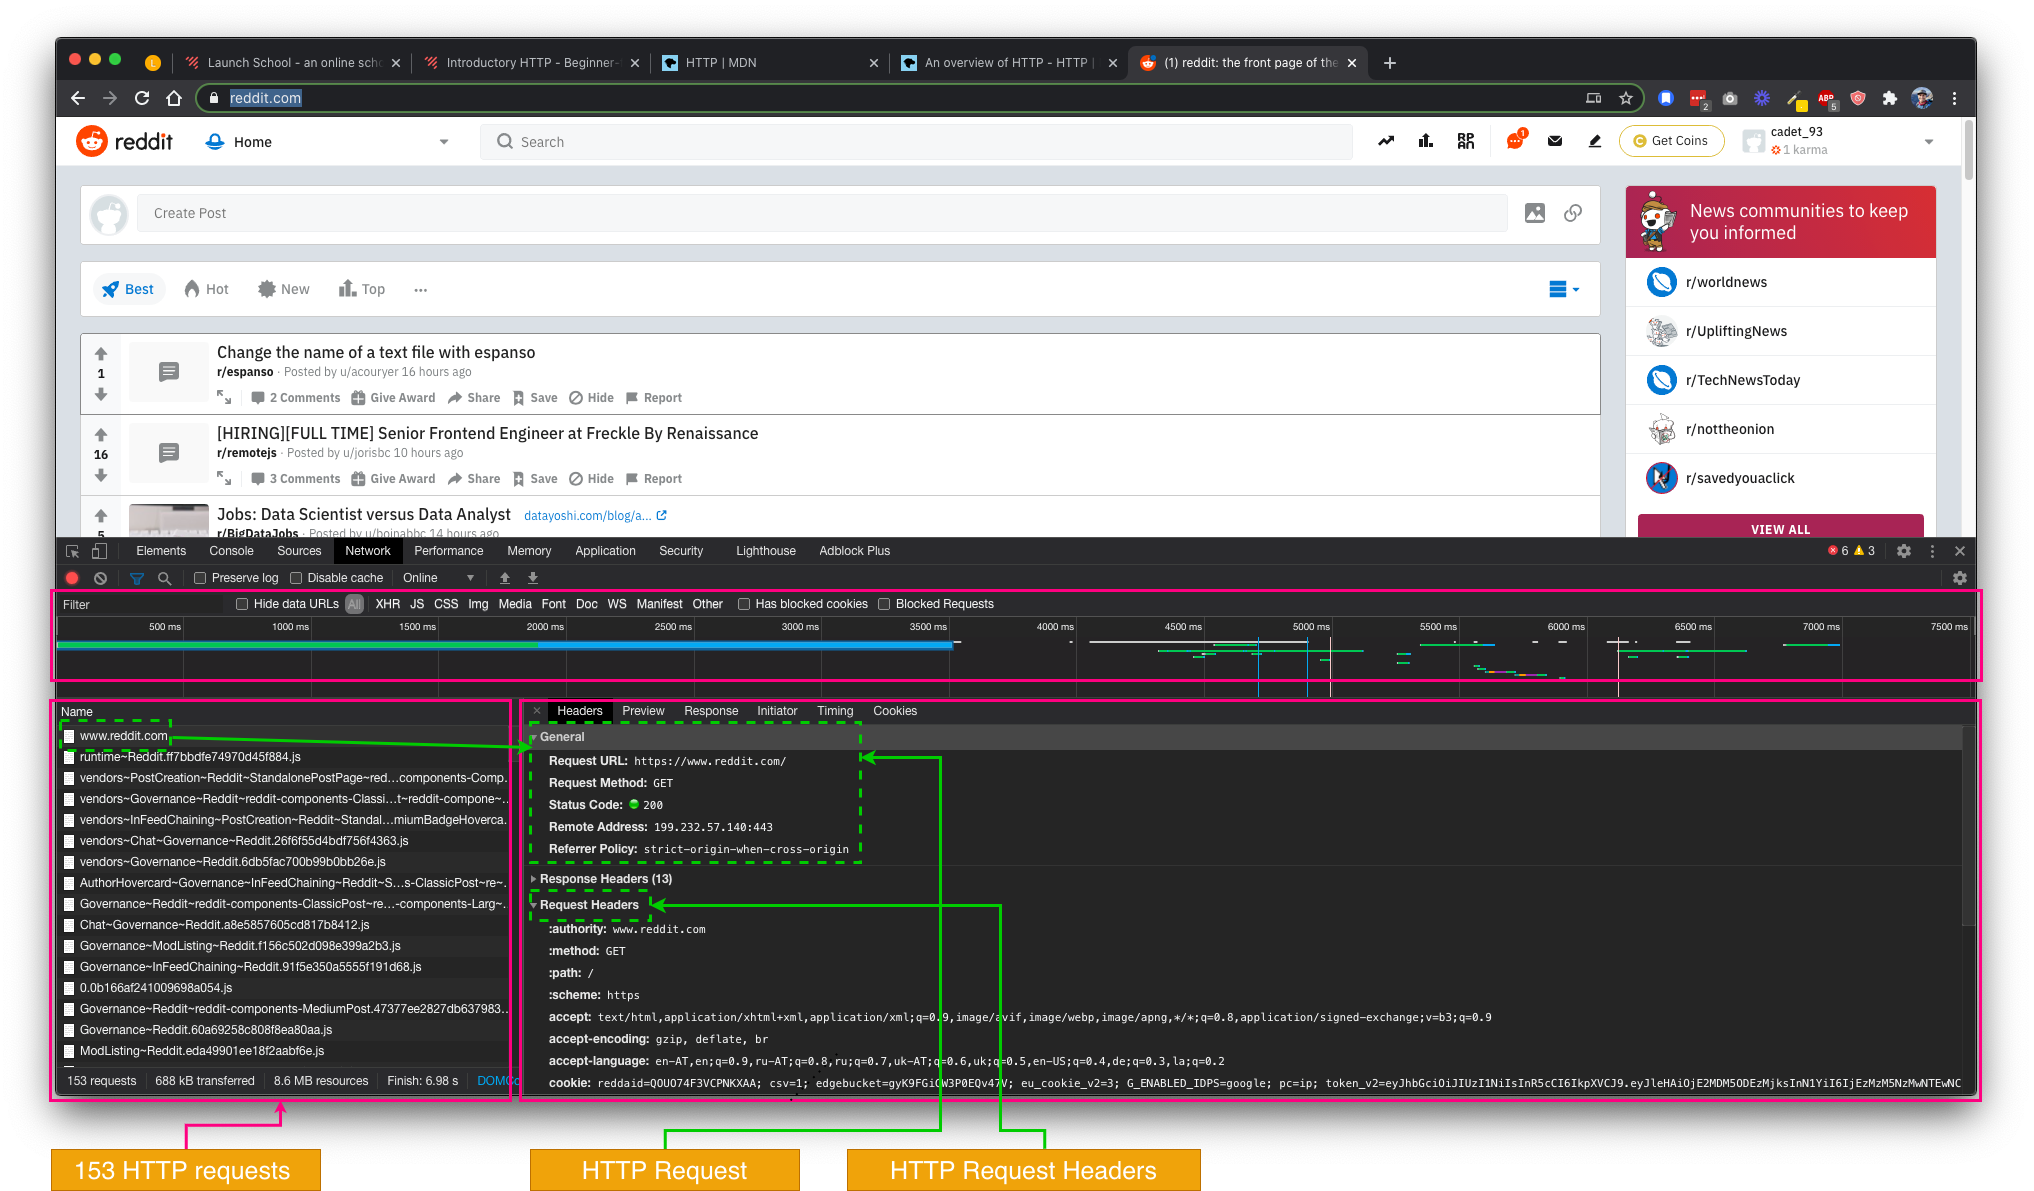 L Launch School - an online scho Introductory HTTP - Beginner- HTTP | MDN An overview of HTTP - HTTP | (1) reddit: the front page of the
reddit.com
2 ABP 5
reddit Home Search RPAN 1 Get Coins cadet_93
1 karma
Create Post
Best Hot New Top ...
1
Change the name of a text file with espanso
r/espanso · Posted by u/acouryer 16 hours ago
2 Comments Give Award Share Save Hide Report
16
[HIRING][FULL TIME] Senior Frontend Engineer at Freckle By Renaissance
r/remotejs · Posted by u/jorisbc 10 hours ago
3 Comments Give Award Share Save Hide Report
5
Jobs: Data Scientist versus Data Analyst datayoshi.com/blog/a...
r/BigDataJobs · Posted by 14 hours ago
News communities to keep
you informed
r/worldnews
r/UpliftingNews
r/TechNewsToday
r/nottheonion
r/savedyouaclick
VIEW ALL
Elements Console Sources Network Performance Memory Application Security Lighthouse Adblock Plus 6 3
Preserve log Disable cache Online
Filter Hide data URLs All XHR JS CSS Img Media Font Doc WS Manifest Other Has blocked cookies Blocked Requests
500 ms 1000 ms 1500 ms 2000 ms 2500 ms 3000 ms 3500 ms 4000 ms 4500 ms 5000 ms 5500 ms 6000 ms 6500 ms 7000 ms 7500 ms
Name
www.reddit.com
runtime~Reddit.ff7bbdfe74970d45f884.js
vendors~PostCreation~Reddit~StandalonePostPage~red...components-Comp.
vendors~Governance~Reddit~reddit-components-Classi...t~reddit-compone~..
vendors~InFeedChaining~PostCreation~Reddit~Standal...miumBadgeHoverca.
vendors~Chat~Governance~Reddit.26f6f55d4bdf756f4363.js
vendors~Governance~Reddit.6db5fac700b99b0bb26e.js
AuthorHovercard~Governance~InFeedChaining~Reddit~S...s-ClassicPost~re~..
Governance~Reddit~reddit-components-ClassicPost~re...-components-Larg~..
Chat~Governance~Reddit.a8e5857605cd817b8412.js
Governance~ModListing~Reddit.f156c502d098e399a2b3.js
Governance~InFeedChaining~Reddit.91f5e350a5555f191d68.js
0.0b166af241009698a054.js
Governance~Reddit~reddit-components-MediumPost.47377ee2827db637983..
Governance~Reddit.60a69258c808f8ea80aa.js
ModListing~Reddit.eda49901ee18f2aabf6e.js
153 requests 688 kB transferred 8.6 MB resources Finish: 6.98 s DOMCo
Headers Preview Response Initiator Timing Cookies
General
Request URL: https://www.reddit.com/
Request Method: GET
Status Code: 200
Remote Address: 199.232.57.140:443
Referrer Policy: strict-origin-when-cross-origin
Response Headers (13)
Request Headers
:authority: www.reddit.com
:method: GET
:path: /
:scheme: https
accept: text/html,application/xhtml+xml,application/xml;q=0.9,image/avif,image/webp,image/apng,*/*;q=0.8,application/signed-exchange;v=b3;q=0.9
accept-encoding: gzip, deflate, br
accept-language: en-AT,en;q=0.9,ru-AT;q=0.8,ru;q=0.7,uk-AT;q=0.6,uk;q=0.5,en-US;q=0.4,de;q=0.3,la;q=0.2
cookie: reddaid=QOUO74F3VCPNKXAA; csv=1; edgebucket=gyK9FGiGW3P0EQv47V; eu_cookie_v2=3; G_ENABLED_IDPS=google; pc=ip; token_v2=eyJhbGciOiJIUzI1NiIsInR5cCI6IkpXVCJ9.eyJleHAiOjE2MDM5ODEzMjksInN1YiI6IjEzMzM5NzMwNTEwNC
153 HTTP requests
HTTP Request
HTTP Request Headers